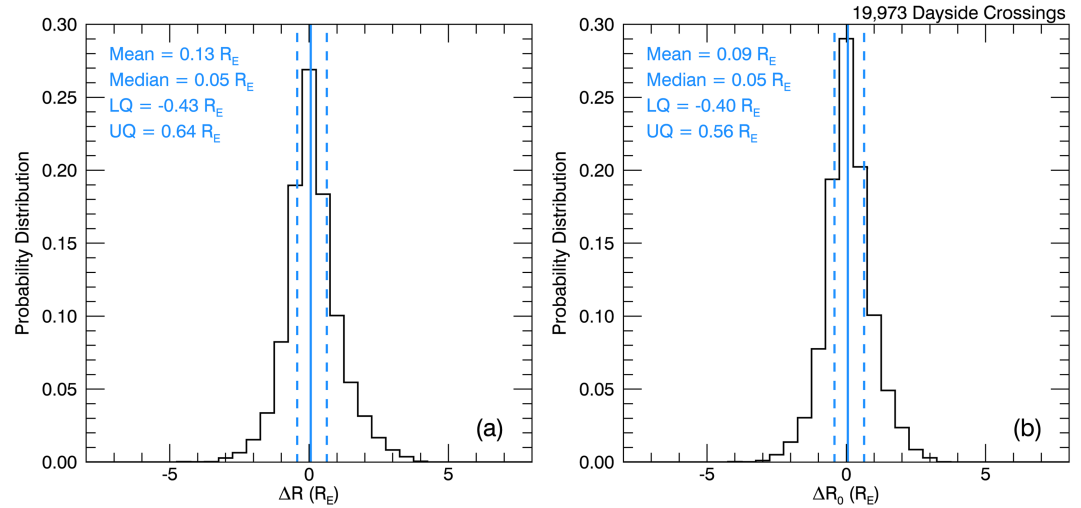 19,973 Dayside Crossings
0.30
0.25
0.20
0.15
0.10
0.05
0.00
Probability Distribution
Mean = 0.13 R_E
Median = 0.05 R_E
LQ = -0.43 R_E
UQ = 0.64 R_E
(a)
-5 0 5
ΔR (R_E)
0.30
0.25
0.20
0.15
0.10
0.05
0.00
Probability Distribution
Mean = 0.09 R_E
Median = 0.05 R_E
LQ = -0.40 R_E
UQ = 0.56 R_E
(b)
-5 0 5
ΔR₀ (R_E)